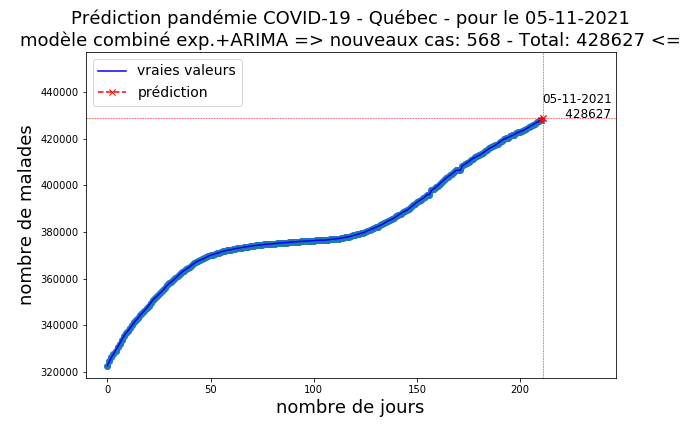 Prédiction pandémie COVID-19 - Québec - pour le 05-11-2021
modèle combiné exp.+ARIMA => nouveaux cas: 568 - Total: 428627 <=
vraies valeurs
prédiction
05-11-2021
428627
nombre de malades
440000
420000
400000
380000
360000
340000
320000
0 50 100 150 200
nombre de jours